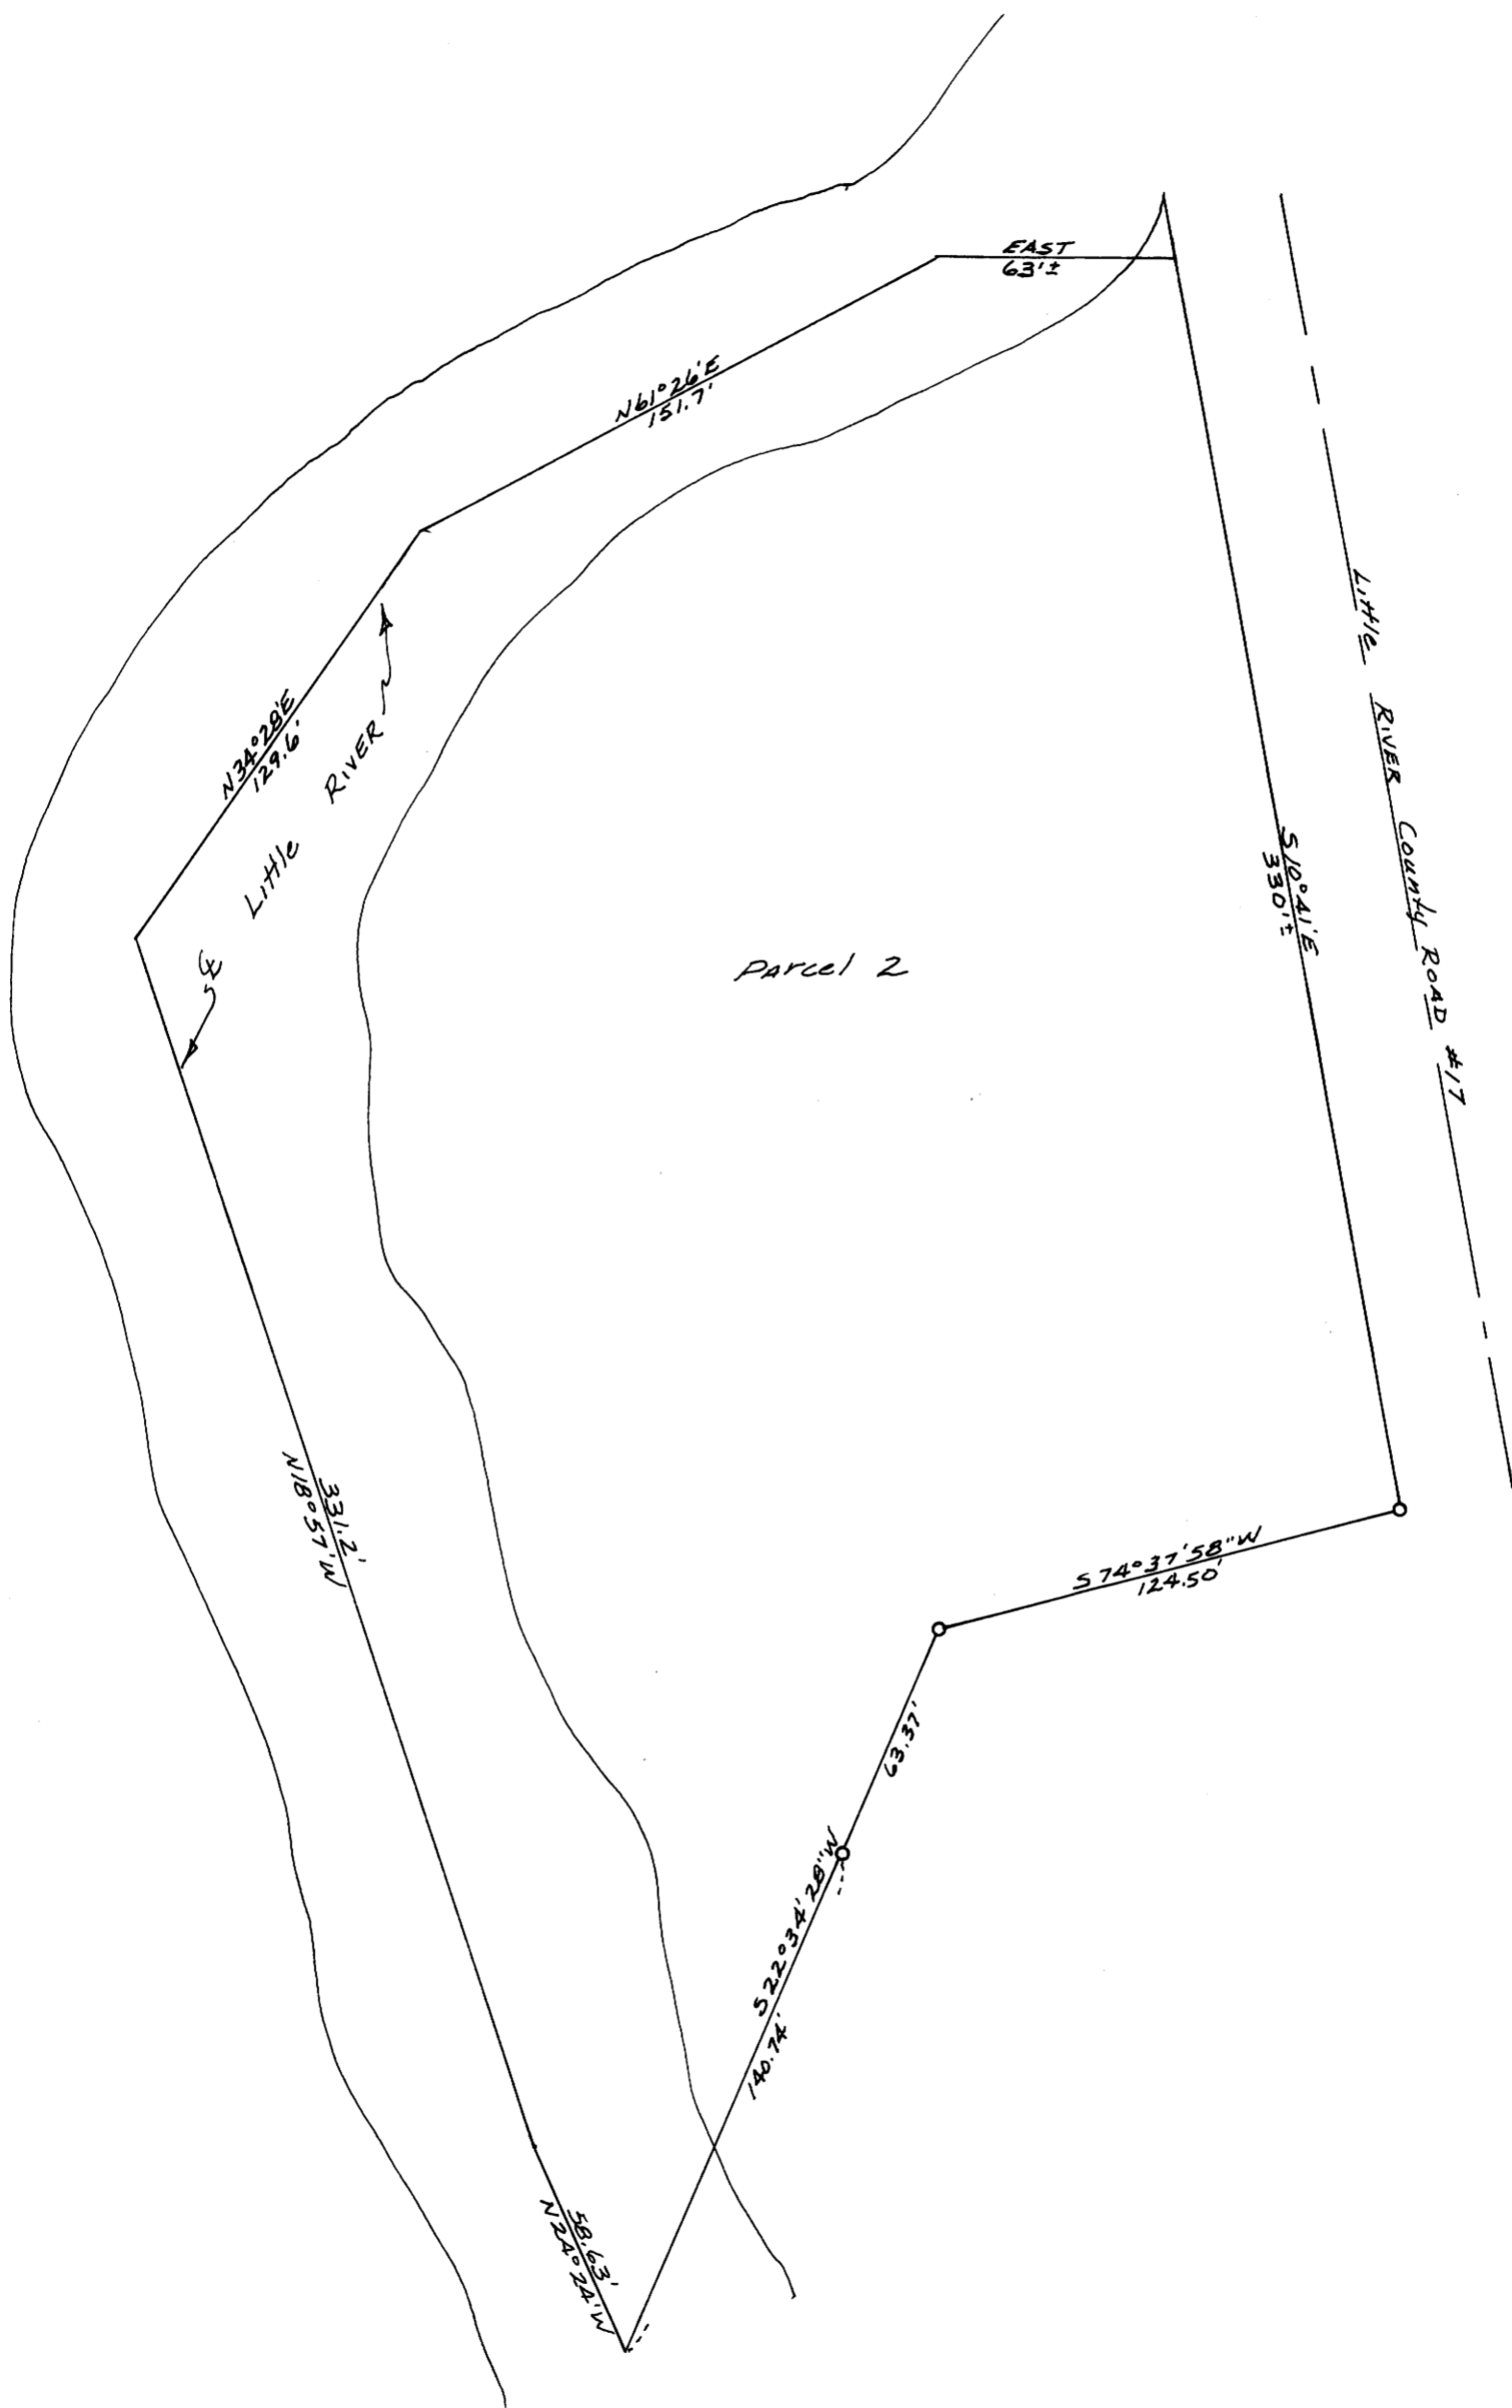 EAST
63'±
N61°26'E
151.7'
N34°28'E
129.6'
Little River
℄
Parcel 2
S10°41'E
330'±
Little River County Road #17
331.2'
N18°57'W
S74°37'58"W
124.50'
63.37'
S22°34'28"W
140.74'
58.63'
N24°24'W